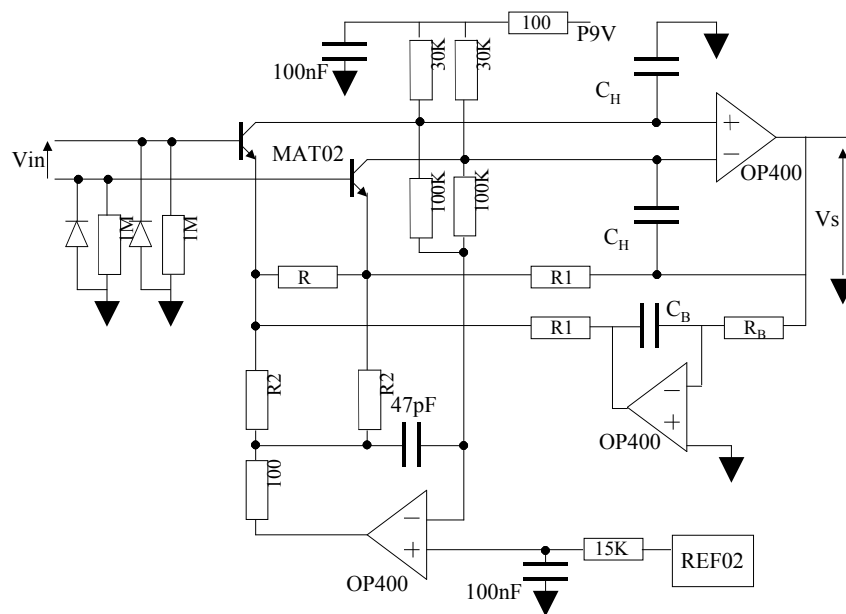 100
P9V
100nF
30K
30K
C_H
+
−
OP400
Vin
MAT02
1M
1M
100K
100K
C_H
Vs
R
R1
R1
C_B
R_B
R2
R2
47pF
−
+
OP400
100
−
+
OP400
15K
REF02
100nF